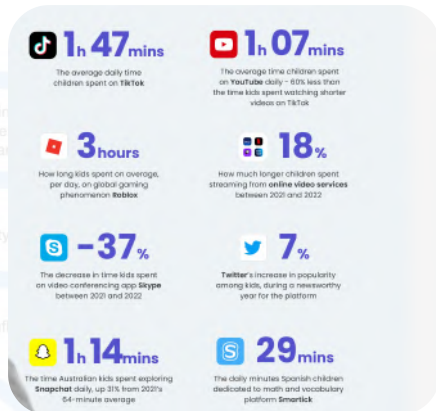 1h 47mins
The average daily time
children spent on TikTok
1h 07mins
The average time children spent
on YouTube daily - 60% less than
the time kids spent watching shorter
videos on TikTok
3hours
How long kids spent on average,
per day, on global gaming
phenomenon Roblox
18%
How much longer children spent
streaming from online video services
between 2021 and 2022
-37%
The decrease in time kids spent
on video conferencing app Skype
between 2021 and 2022
7%
Twitter's increase in popularity
among kids, during a newsworthy
year for the platform
1h 14mins
The time Australian kids spent exploring
Snapchat daily, up 31% from 2021's
64-minute average
29mins
The daily minutes Spanish children
dedicated to math and vocabulary
platform Smartick